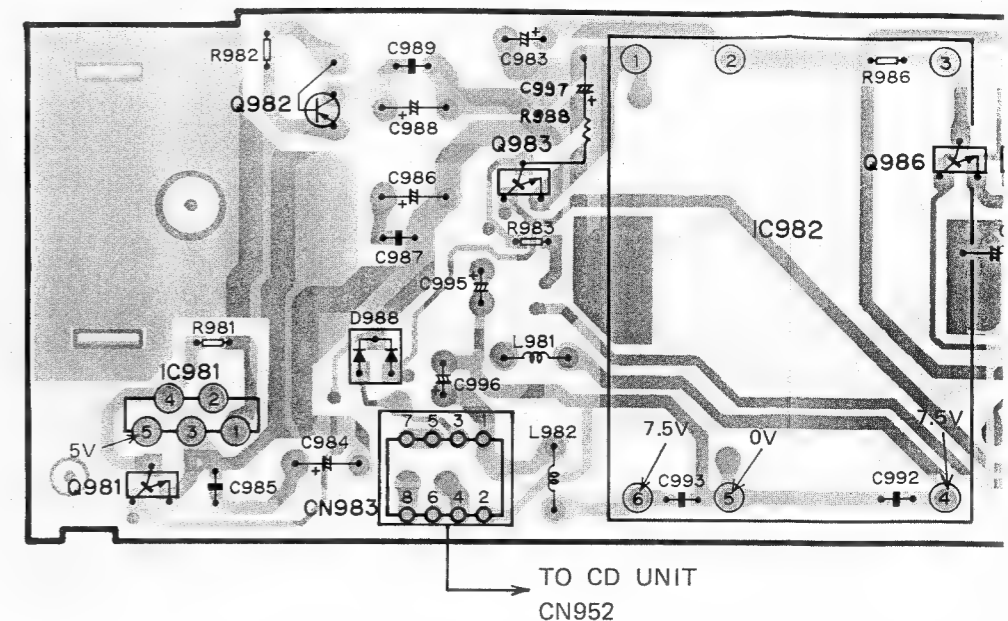 R982
C989
C983
1
2
3
R986
Q982
C988
C997
R988
Q983
Q986
C986
R983
IC982
C987
C995
R981
D988
L981
IC981
4
2
C996
5
3
1
7 5 3 1
5V
C984
L982
7.5V
0V
7.5V
Q981
C985
CN983
8 6 4 2
6
C993
5
C992
4
TO CD UNIT
CN952